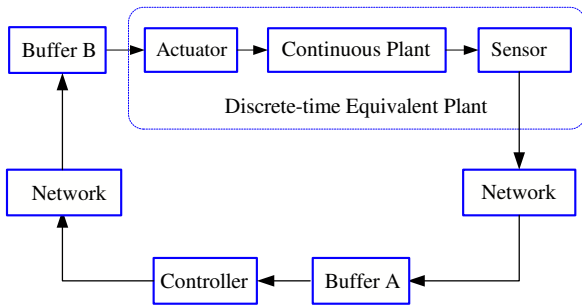 Buffer B
Actuator
Continuous Plant
Sensor
Discrete-time Equivalent Plant
Network
Network
Controller
Buffer A